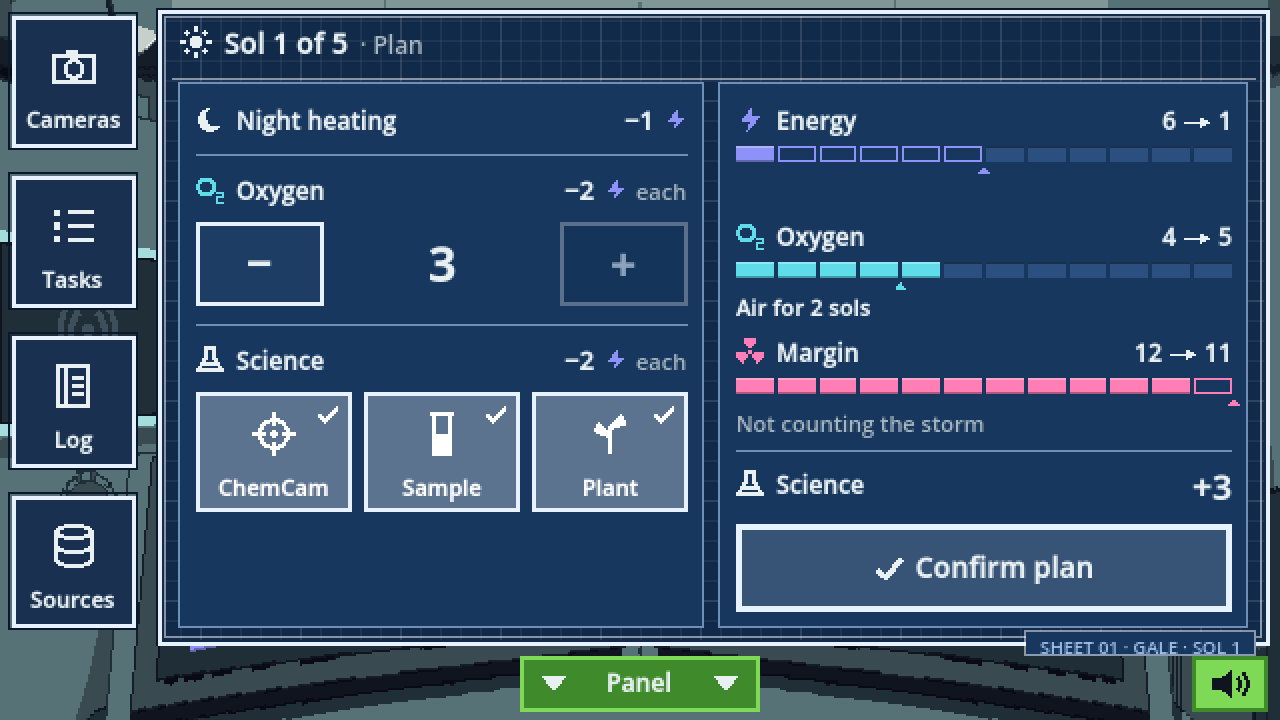 Cameras
Tasks
Log
Sources
Sol 1 of 5 · Plan
Night heating −1
O2 Oxygen −2 each
− 3 +
Science −2 each
ChemCam Sample Plant
Energy 6 → 1
O2 Oxygen 4 → 5
Air for 2 sols
Margin 12 → 11
Not counting the storm
Science +3
Confirm plan
SHEET 01 · GALE · SOL 1
Panel